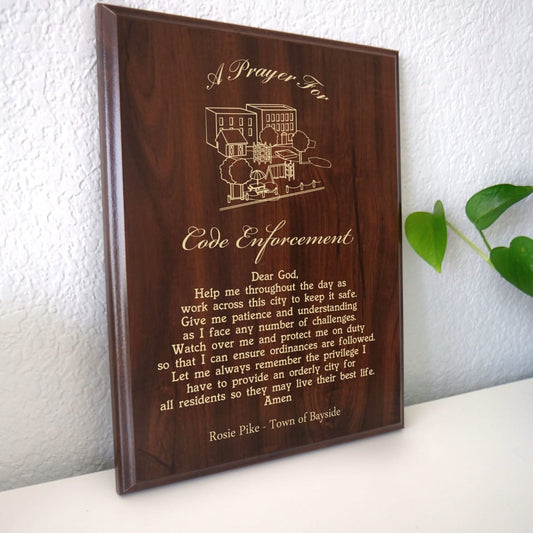 A Prayer For
Code Enforcement
Dear God,
Help me throughout the day as
work across this city to keep it safe.
Give me patience and understanding
as I face any number of challenges.
Watch over me and protect me on duty
so that I can ensure ordinances are followed.
Let me always remember the privilege I
have to provide an orderly city for
all residents so they may live their best life.
Amen
Rosie Pike - Town of Bayside